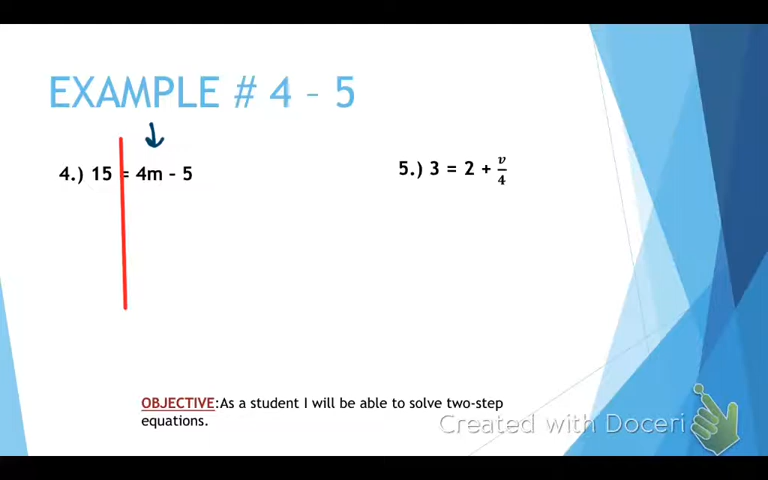 EXAMPLE # 4 – 5
4.) 15 = 4m – 5
5.) 3 = 2 + v/4
OBJECTIVE:As a student I will be able to solve two-step
equations.
Created with Doceri